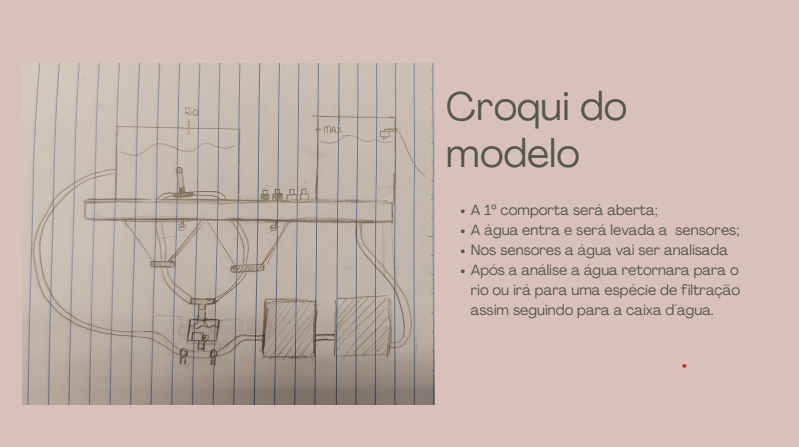 Rio
MAX
Croqui do
modelo
• A 1º comporta será aberta;
• A água entra e será levada a  sensores;
• Nos sensores a água vai ser analisada
• Após a análise a água retornara para o
rio ou irá para uma espécie de filtração
assim seguindo para a caixa d´agua.